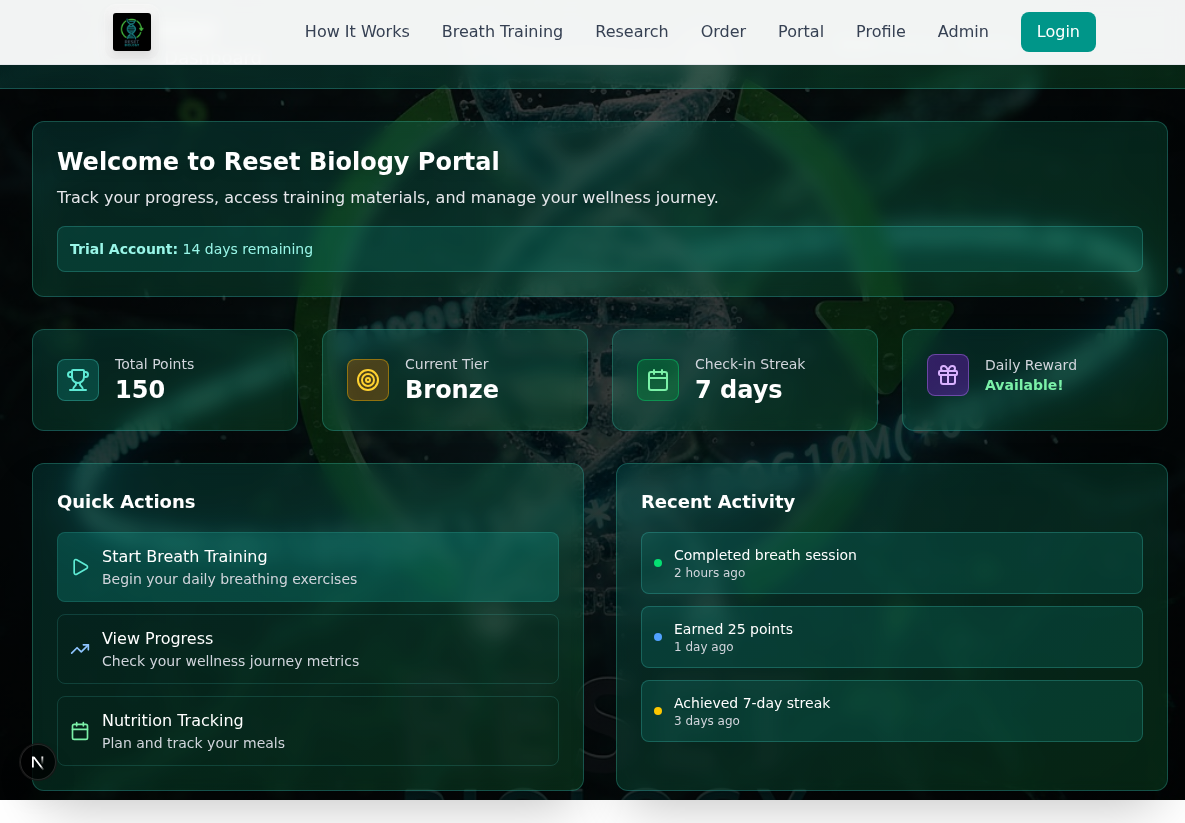 How It Works
Breath Training
Research
Order
Portal
Profile
Admin
Login
Welcome to Reset Biology Portal
Track your progress, access training materials, and manage your wellness journey.
Trial Account: 14 days remaining
Total Points
150
Current Tier
Bronze
Check-in Streak
7 days
Daily Reward
Available!
Quick Actions
Start Breath Training
Begin your daily breathing exercises
View Progress
Check your wellness journey metrics
Nutrition Tracking
Plan and track your meals
Recent Activity
Completed breath session
2 hours ago
Earned 25 points
1 day ago
Achieved 7-day streak
3 days ago
N